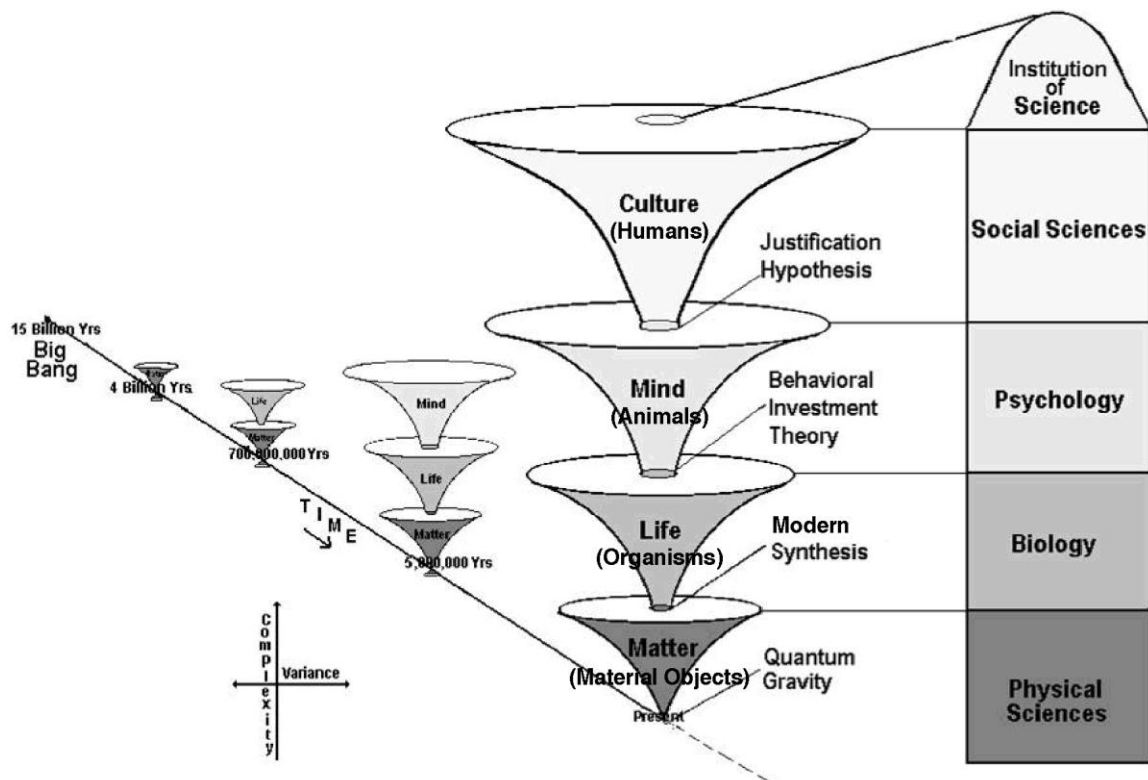 Institution
of
Science
Culture
(Humans)
Social Sciences
Justification
Hypothesis
15 Billion Yrs
Big
Bang
4 Billion Yrs
Life
Matter
700,000,000 Yrs
Mind
Life
Matter
5,000,000 Yrs
TIME
Mind
(Animals)
Behavioral
Investment
Theory
Psychology
Life
(Organisms)
Modern
Synthesis
Biology
Matter
(Material Objects)
Quantum
Gravity
Present
Physical
Sciences
Complexity
Variance